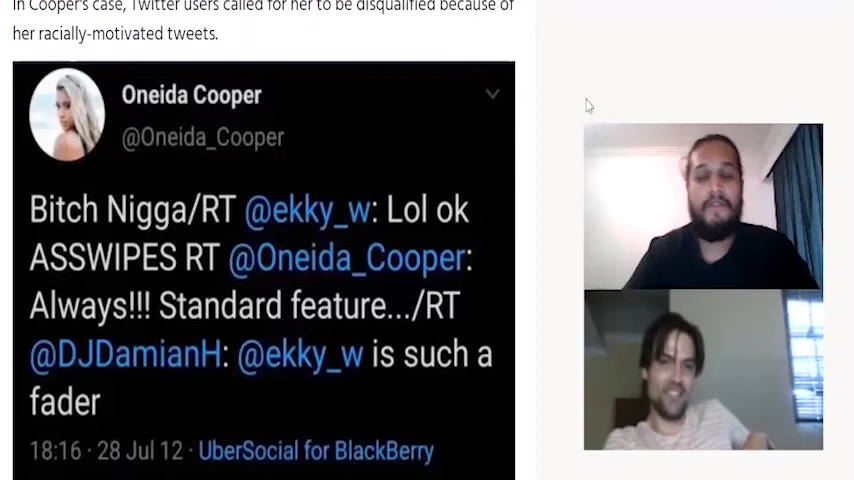 In Cooper's case, Twitter users called for her to be disqualified because of
her racially-motivated tweets.
Oneida Cooper
@Oneida_Cooper
Bitch Nigga/RT @ekky_w: Lol ok
ASSWIPES RT @Oneida_Cooper:
Always!!! Standard feature.../RT
@DJDamianH: @ekky_w is such a
fader
18:16 · 28 Jul 12 · UberSocial for BlackBerry